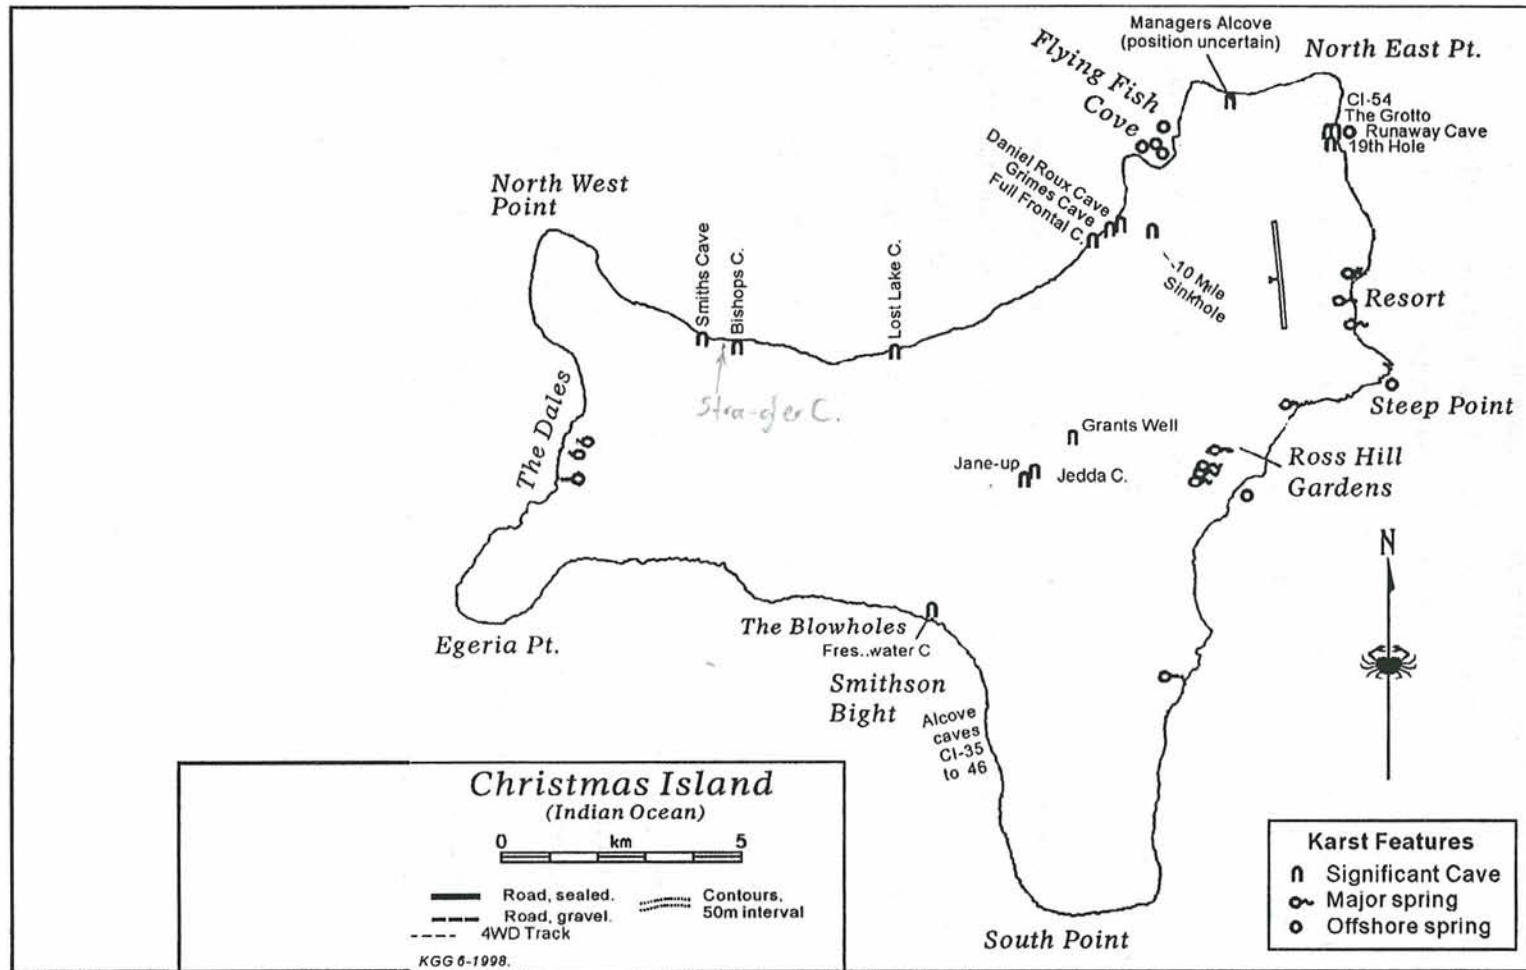 Managers Alcove
(position uncertain)
North East Pt.
Flying Fish
Cove
CI-54
The Grotto
Runaway Cave
19th Hole
Daniel Roux Cave
Grimes Cave
Full Frontal C.
10 Mile
Sinkhole
North West
Point
Smiths Cave
Bishops C.
Lost Lake C.
Resort
Steep Point
The Dales
Grants Well
Jane-up
Jedda C.
Ross Hill
Gardens
N
Egeria Pt.
The Blowholes
Fres..water C
Smithson
Bight
Alcove
caves
CI-35
to 46
South Point
Christmas Island
(Indian Ocean)
0 km 5
Road, sealed.
Road, gravel.
4WD Track
Contours,
50m interval
KGG 6-1998.
Karst Features
Significant Cave
Major spring
Offshore spring